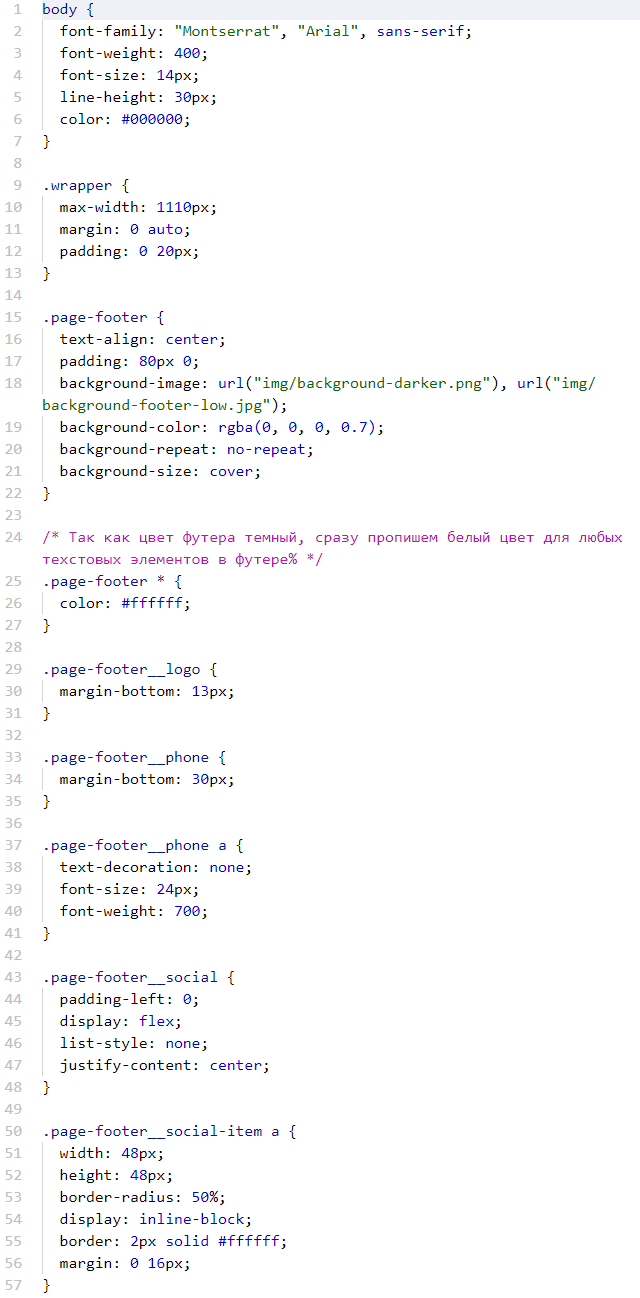 1 body {
2 font-family: "Montserrat", "Arial", sans-serif;
3 font-weight: 400;
4 font-size: 14px;
5 line-height: 30px;
6 color: #000000;
7 }
8
9 .wrapper {
10 max-width: 1110px;
11 margin: 0 auto;
12 padding: 0 20px;
13 }
14
15 .page-footer {
16 text-align: center;
17 padding: 80px 0;
18 background-image: url("img/background-darker.png"), url("img/
background-footer-low.jpg");
19 background-color: rgba(0, 0, 0, 0.7);
20 background-repeat: no-repeat;
21 background-size: cover;
22 }
23
24 /* Так как цвет футера темный, сразу пропишем белый цвет для любых
техстовых элементов в футере% */
25 .page-footer * {
26 color: #ffffff;
27 }
28
29 .page-footer__logo {
30 margin-bottom: 13px;
31 }
32
33 .page-footer__phone {
34 margin-bottom: 30px;
35 }
36
37 .page-footer__phone a {
38 text-decoration: none;
39 font-size: 24px;
40 font-weight: 700;
41 }
42
43 .page-footer__social {
44 padding-left: 0;
45 display: flex;
46 list-style: none;
47 justify-content: center;
48 }
49
50 .page-footer__social-item a {
51 width: 48px;
52 height: 48px;
53 border-radius: 50%;
54 display: inline-block;
55 border: 2px solid #ffffff;
56 margin: 0 16px;
57 }